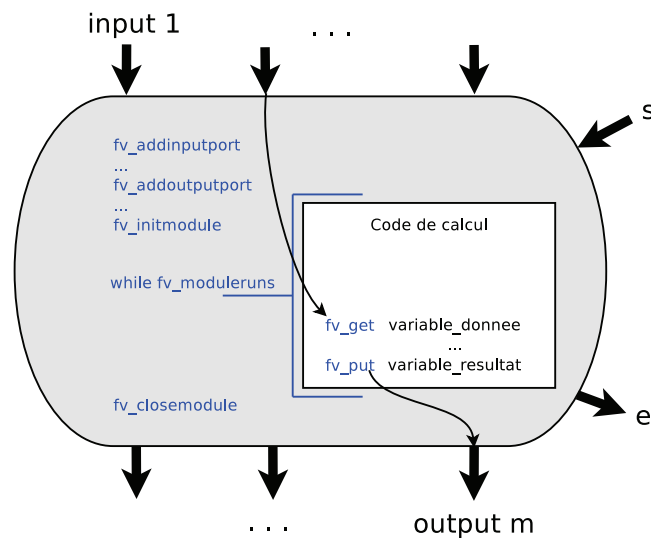 input 1
. . .
s
fv_addinputport
...
fv_addoutputport
...
fv_initmodule
Code de calcul
while fv_moduleruns
fv_get variable_donnee
...
fv_put variable_resultat
fv_closemodule
e
. . .
output m